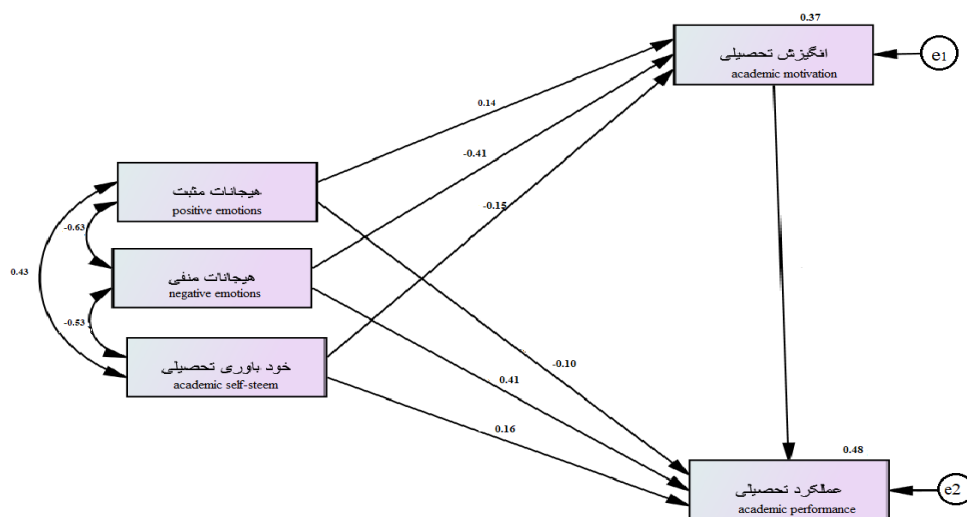 0.37
انگیزش تحصیلی
academic motivation
e1
0.14
-0.41
-0.15
هیجانات مثبت
positive emotions
-0.63
0.43
هیجانات منفی
negative emotions
-0.53
خود باوری تحصیلی
academic self-steem
-0.10
0.41
0.16
0.48
عملکرد تحصیلی
academic performance
e2